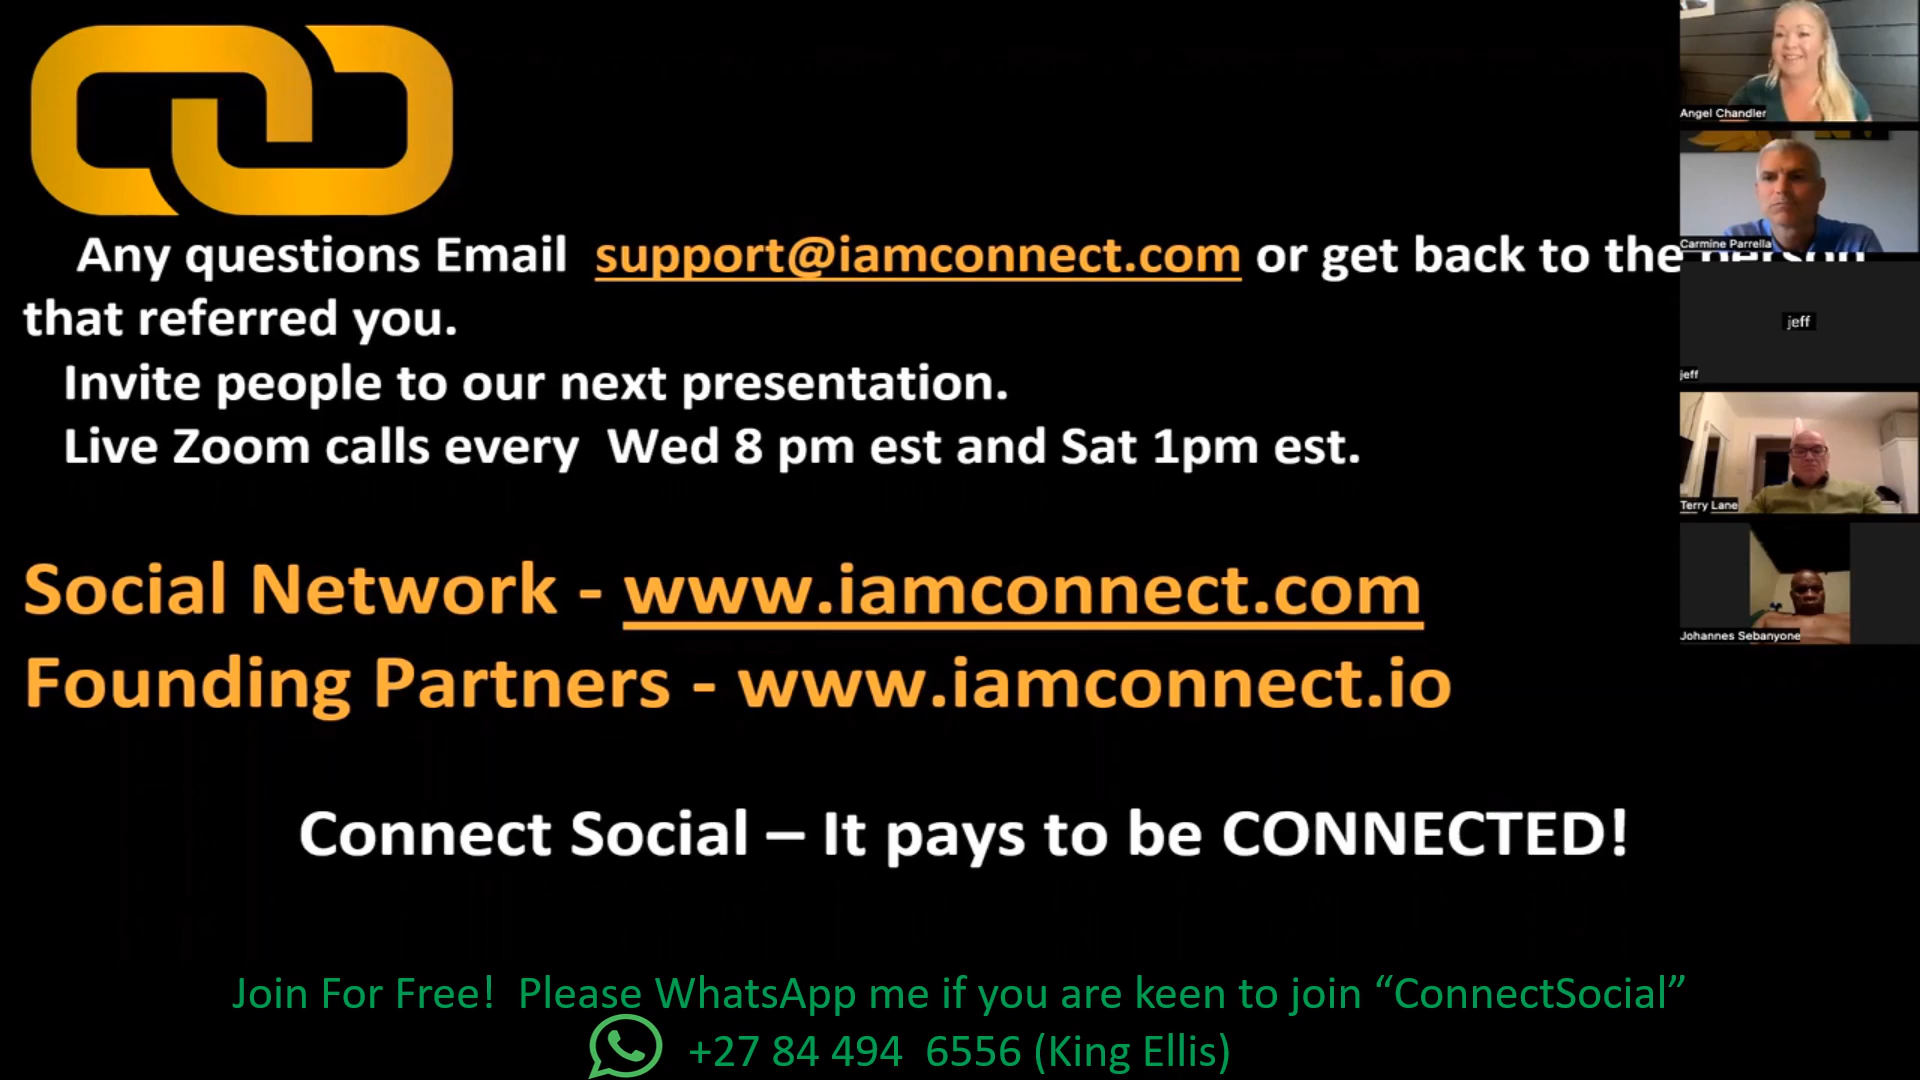 Any questions Email support@iamconnect.com or get back to the person
that referred you.
Invite people to our next presentation.
Live Zoom calls every Wed 8 pm est and Sat 1pm est.
Social Network - www.iamconnect.com
Founding Partners - www.iamconnect.io
Connect Social – It pays to be CONNECTED!
Join For Free! Please WhatsApp me if you are keen to join “ConnectSocial”
+27 84 494 6556 (King Ellis)
Angel Chandler
Carmine Parrella
jeff
jeff
Terry Lane
Johannes Sebanyone